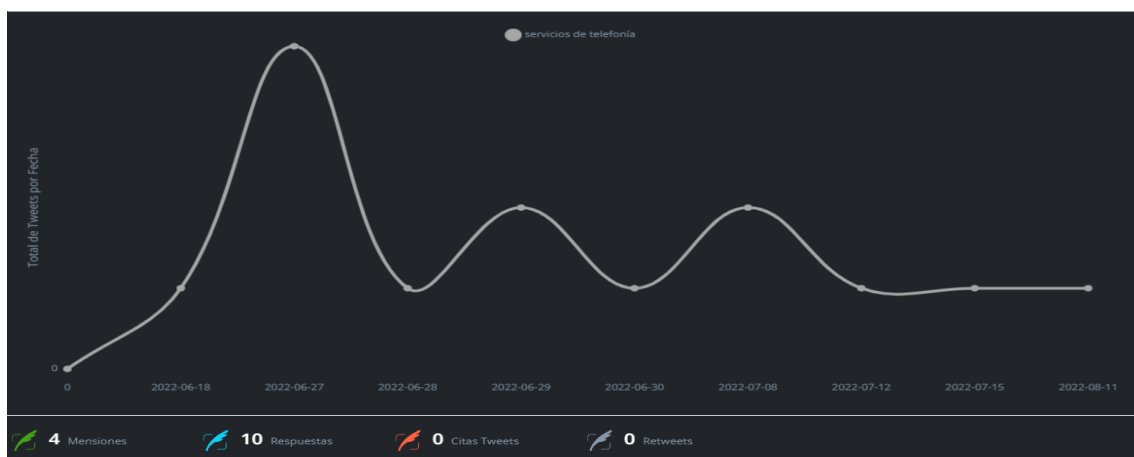 servicios de telefonía
Total de Tweets por Fecha
0
0 2022-06-18 2022-06-27 2022-06-28 2022-06-29 2022-06-30 2022-07-08 2022-07-12 2022-07-15 2022-08-11
4 Mensiones 10 Respuestas 0 Citas Tweets 0 Retweets